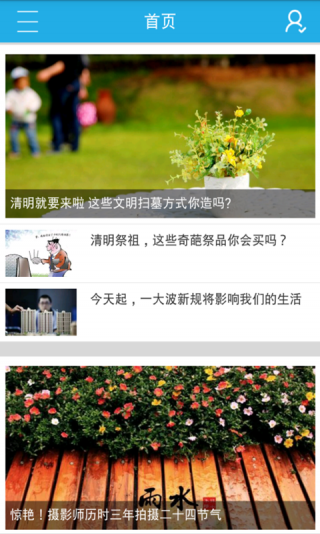 首页
清明就要来啦 这些文明扫墓方式你造吗?
清明祭祖，这些奇葩祭品你会买吗？
今天起，一大波新规将影响我们的生活
雨水
惊艳！摄影师历时三年拍摄二十四节气